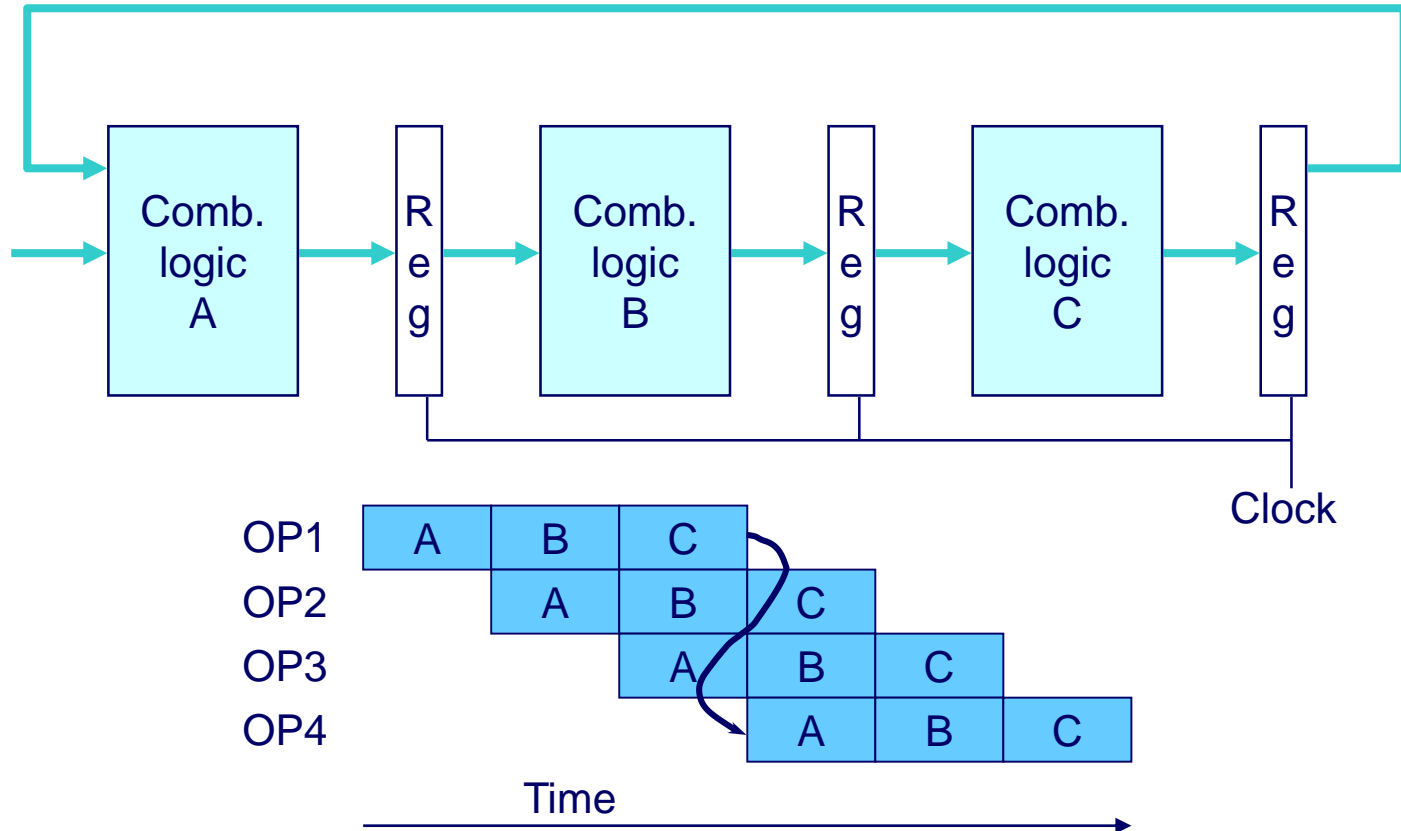 Comb.
logic
A
R
e
g
Comb.
logic
B
R
e
g
Comb.
logic
C
R
e
g
Clock
OP1 A B C
OP2 A B C
OP3 A B C
OP4 A B C
Time